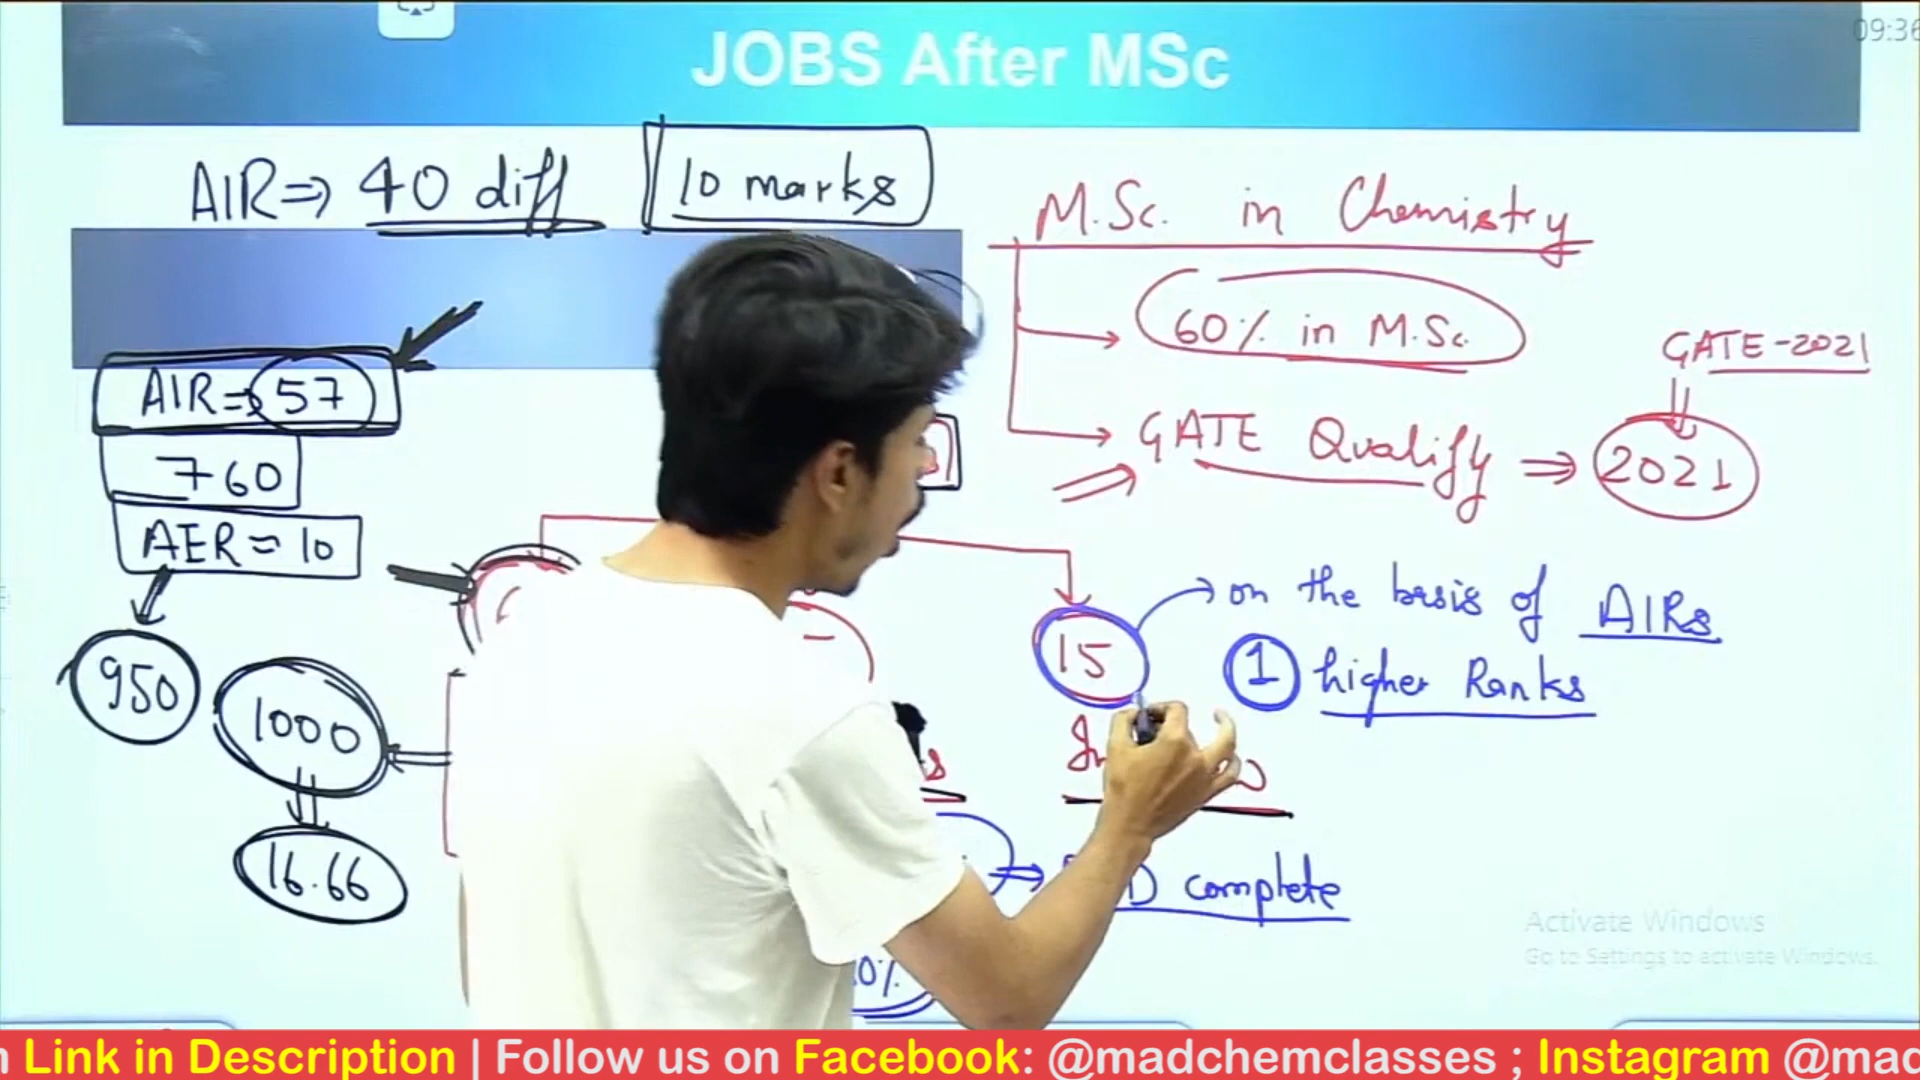 09:36
JOBS After MSc
AIR ⇒ 40 diff
10 marks
M.Sc. in Chemistry
60% in M.Sc.
GATE-2021
AIR ⇒ 57
GATE Qualify ⇒ 2021
760
AER = 10
on the basis of AIRs
15
1 higher Ranks
950
1000
16.66
complete
0%
Activate Windows
Go to Settings to activate Windows.
Link in Description | Follow us on Facebook: @madchemclasses ; Instagram @mad